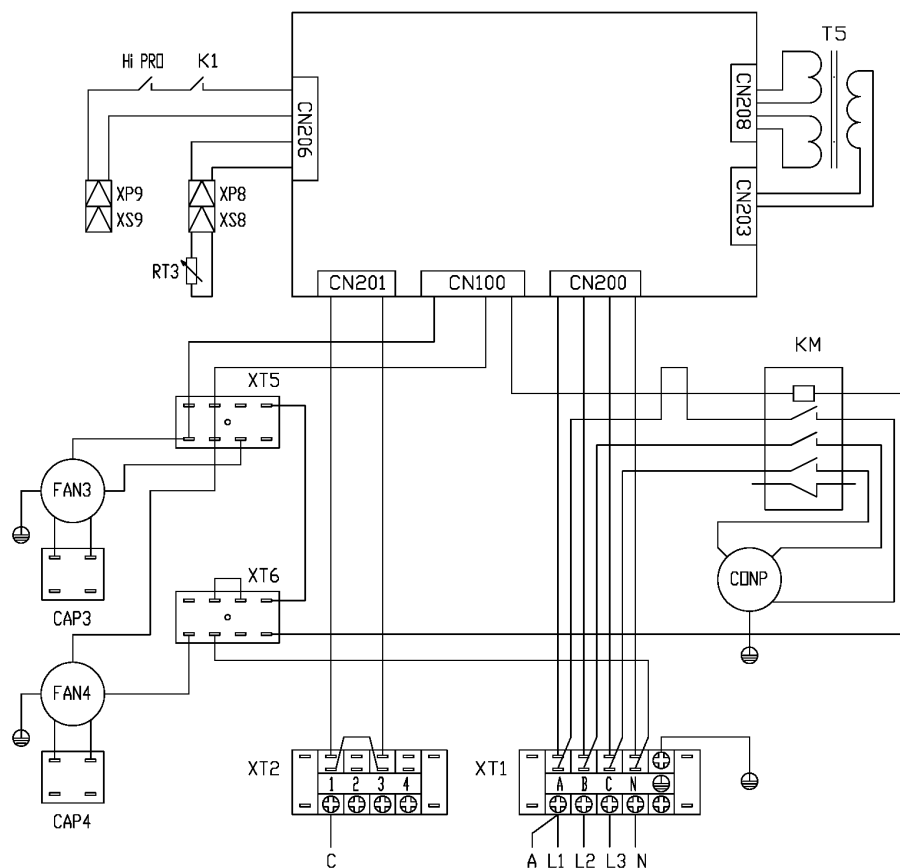 T5
Hi PRO
K1
CN206
CN208
XP9
XP8
XS9
XS8
CN203
RT3
CN201
CN100
CN200
KM
XT5
FAN3
XT6
COMP
CAP3
FAN4
XT2
1 2 3 4
XT1
A B C N
CAP4
C
A L1 L2 L3 N